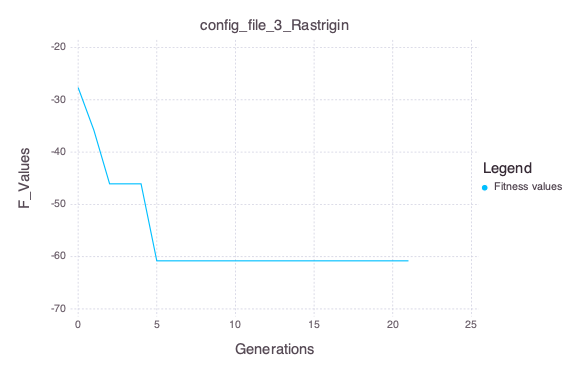 config_file_3_Rastrigin
F_Values
-20
-30
-40
-50
-60
-70
0 5 10 15 20 25
Generations
Legend
Fitness values